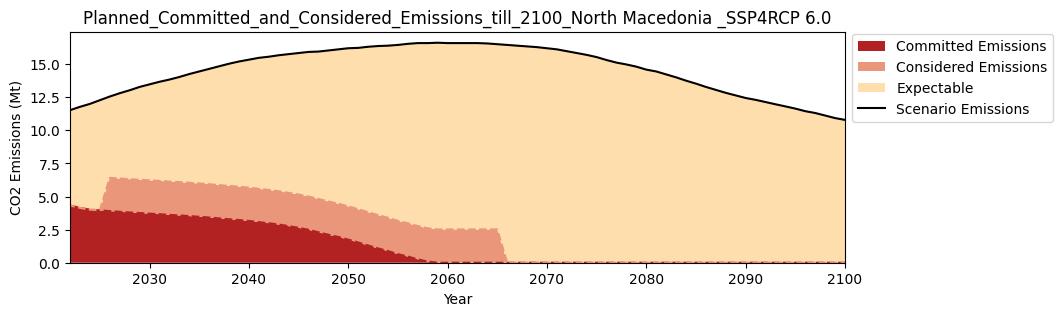 Planned_Committed_and_Considered_Emissions_till_2100_North Macedonia _SSP4RCP 6.0
CO2 Emissions (Mt)
15.0
12.5
10.0
7.5
5.0
2.5
0.0
2030 2040 2050 2060 2070 2080 2090 2100
Year
Committed Emissions
Considered Emissions
Expectable
Scenario Emissions